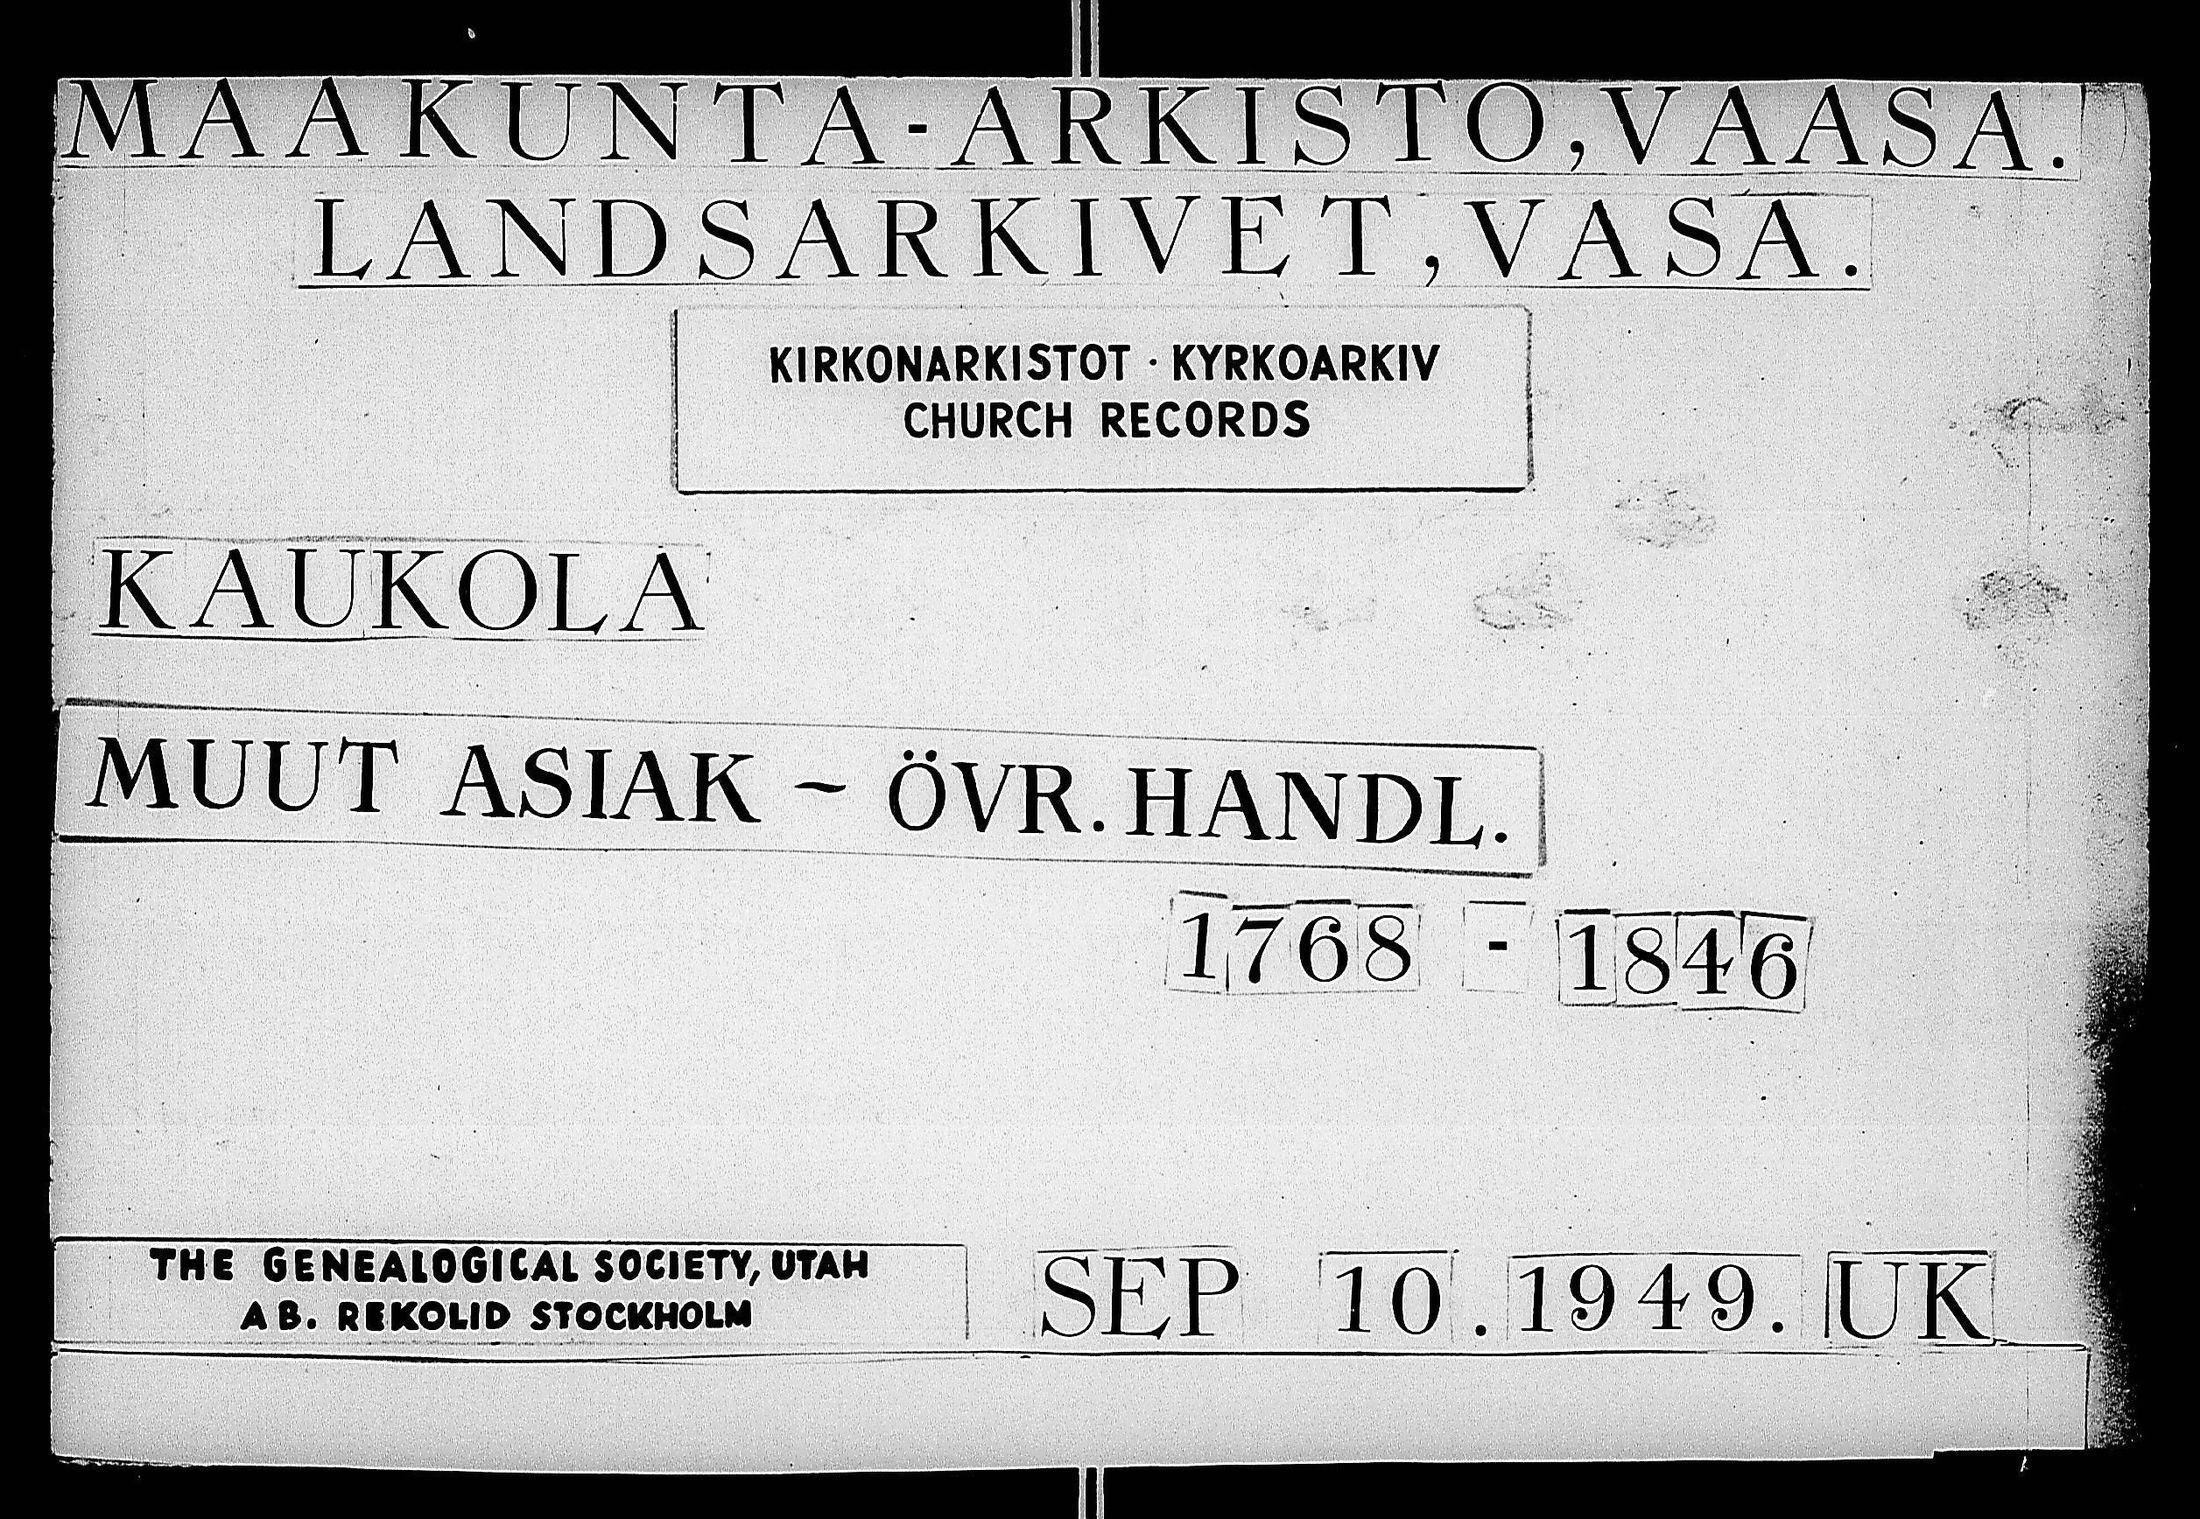 MAAKUNTA-ARKISTO, VAASA.
LANDSARKIVET, VASA.
KIRKONARKISTOT · KYRKOARKIV
CHURCH RECORDS
KAUKOLA
MUUT ASIAK ~ ÖVR. HANDL.
1768 - 1846
THE GENEALOGICAL SOCIETY, UTAH
AB. REKOLID STOCKHOLM
SEP 10. 1949. UK